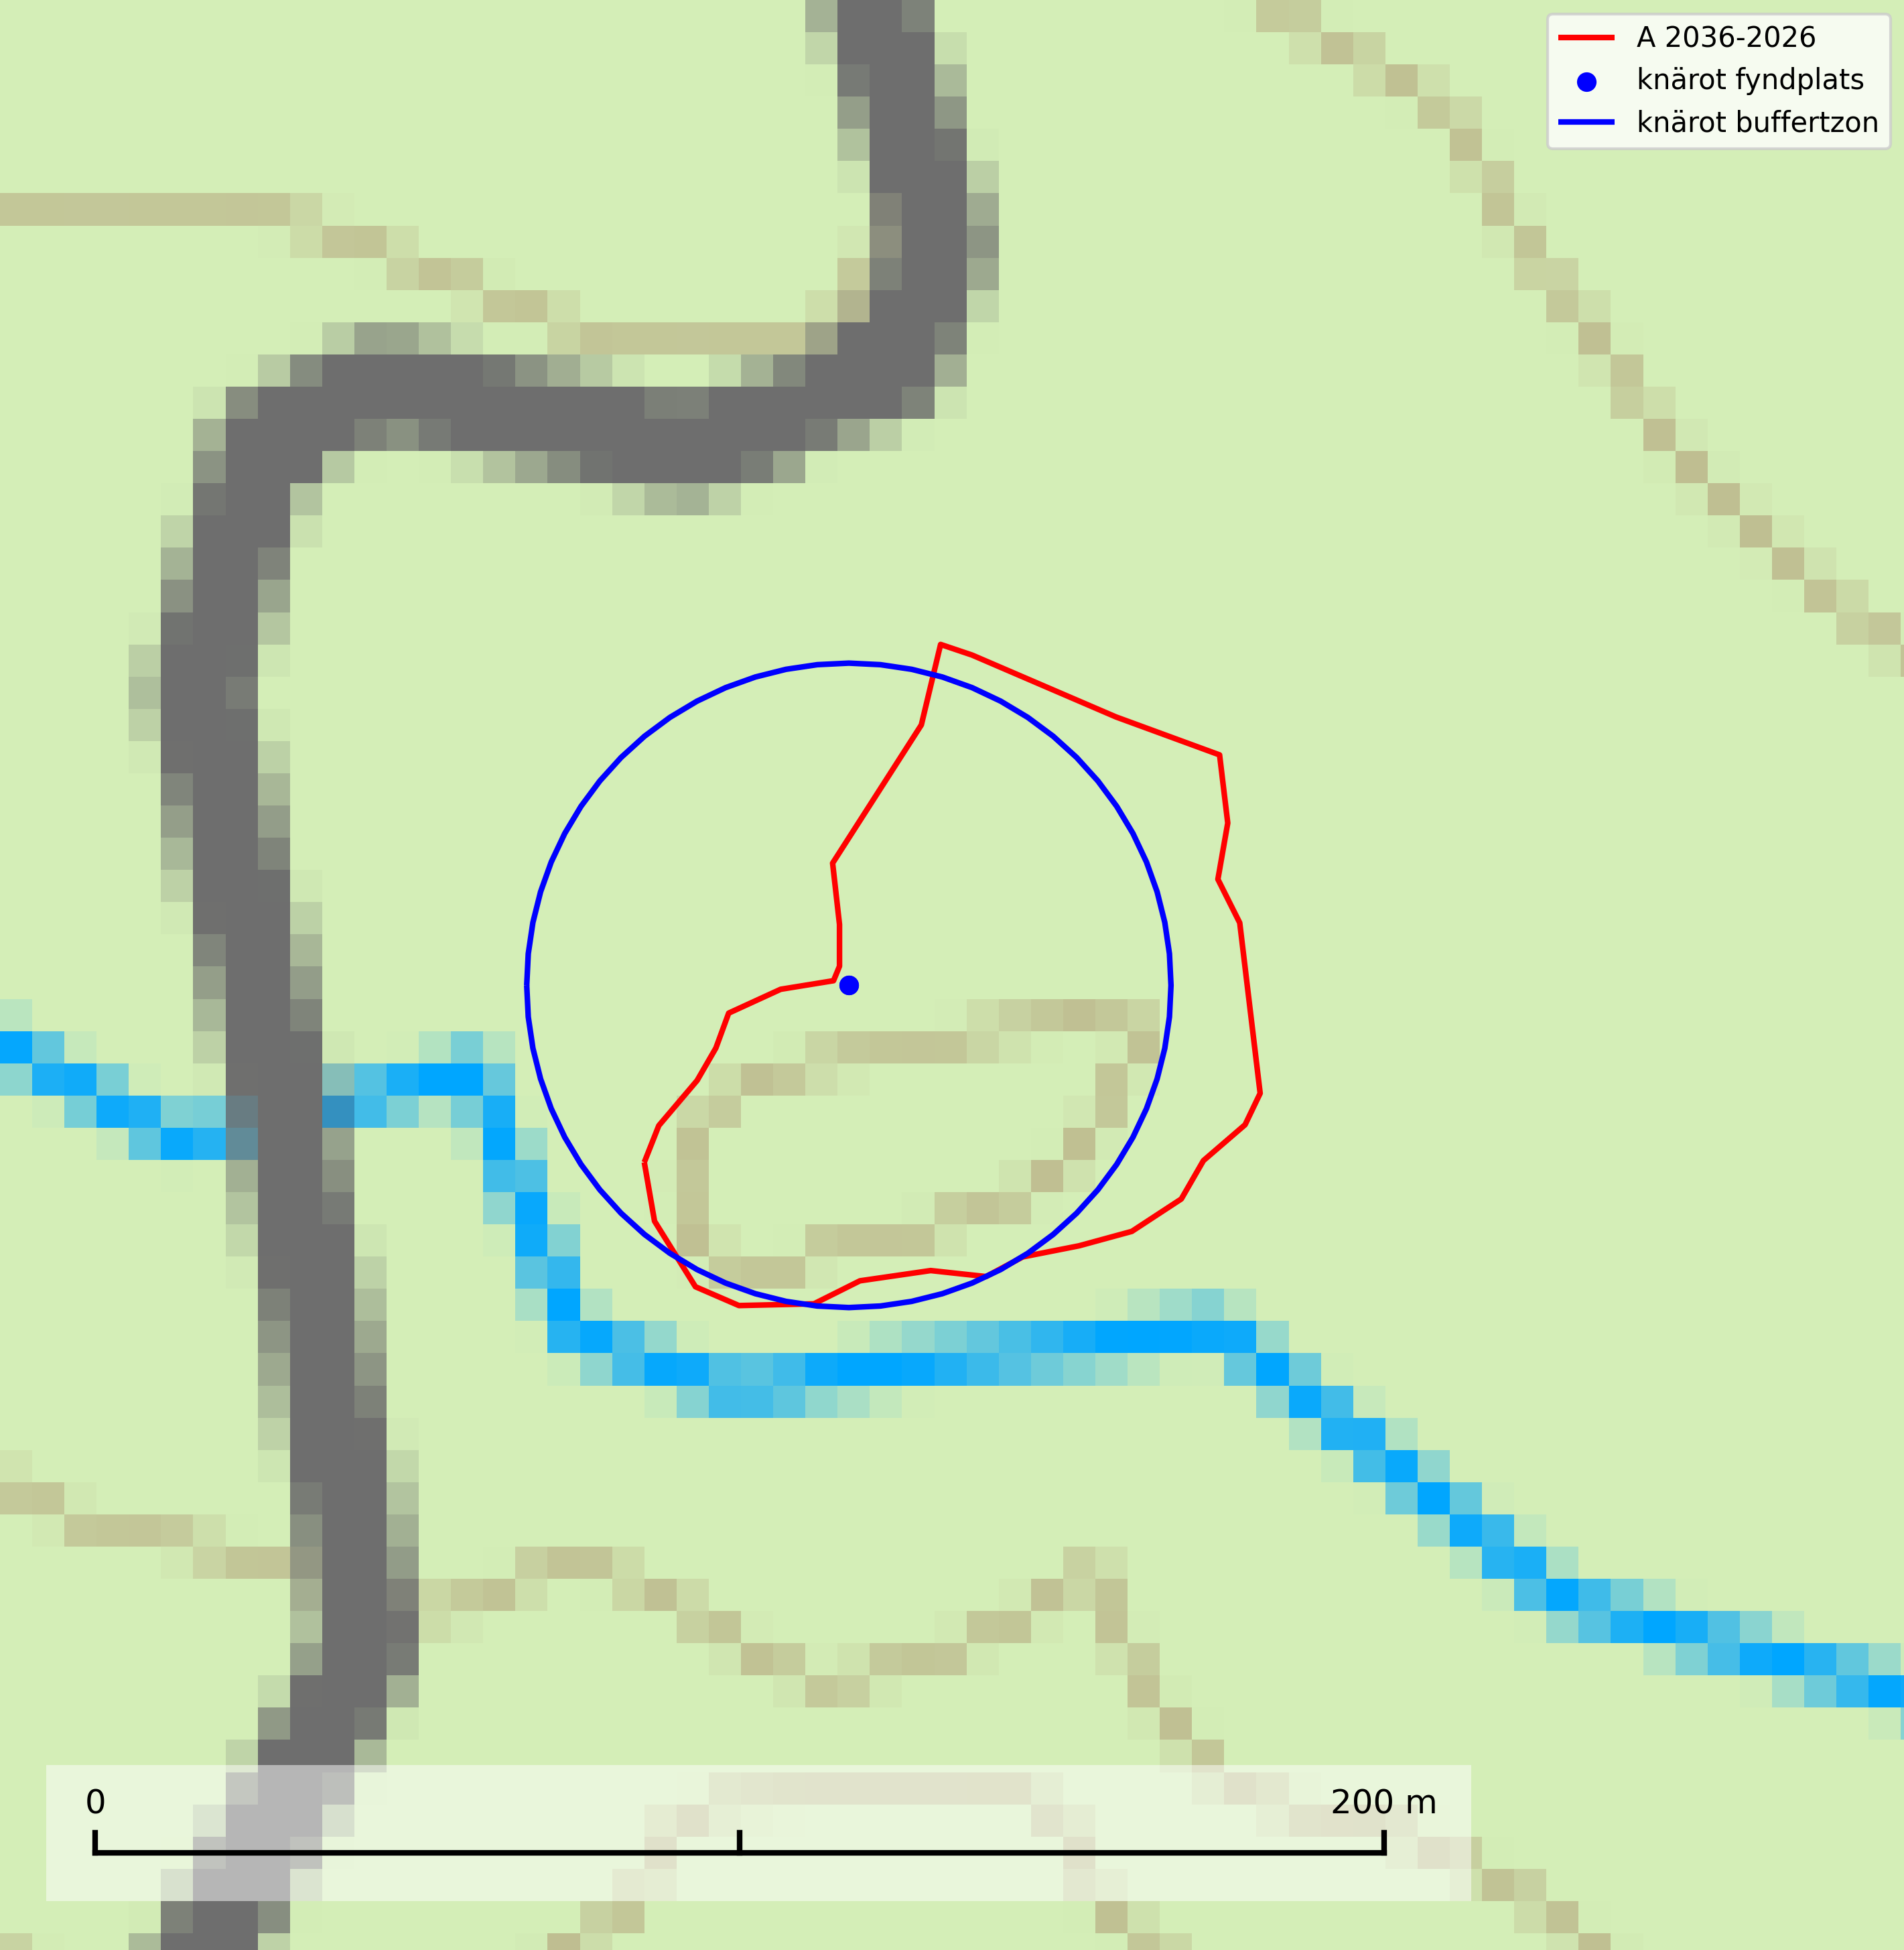 A 2036-2026
knärot fyndplats
knärot buffertzon
0
200 m